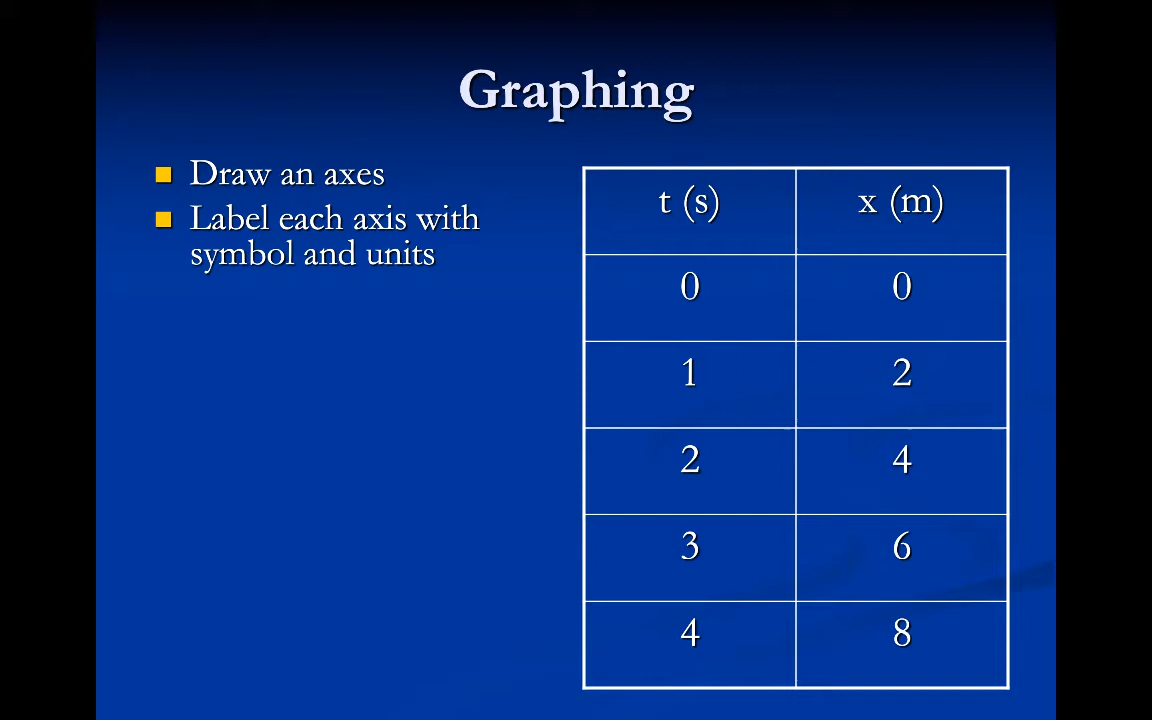 Graphing
Draw an axes
Label each axis with
symbol and units
t (s) x (m)
0 0
1 2
2 4
3 6
4 8